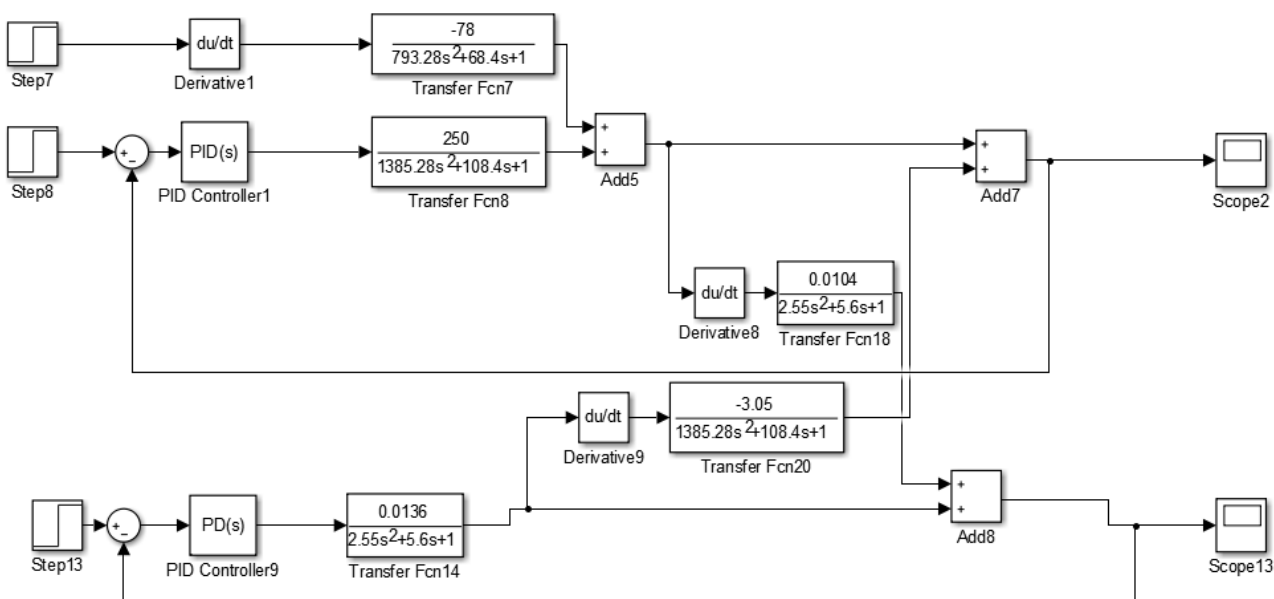 Step7
du/dt
Derivative1
-78
793.28s²+68.4s+1
Transfer Fcn7
Step8
+
−
PID(s)
PID Controller1
250
1385.28s²+108.4s+1
Transfer Fcn8
+
+
Add5
+
+
Add7
Scope2
du/dt
Derivative8
0.0104
2.55s²+5.6s+1
Transfer Fcn18
du/dt
Derivative9
-3.05
1385.28s²+108.4s+1
Transfer Fcn20
Step13
+
−
PD(s)
PID Controller9
0.0136
2.55s²+5.6s+1
Transfer Fcn14
+
+
Add8
Scope13